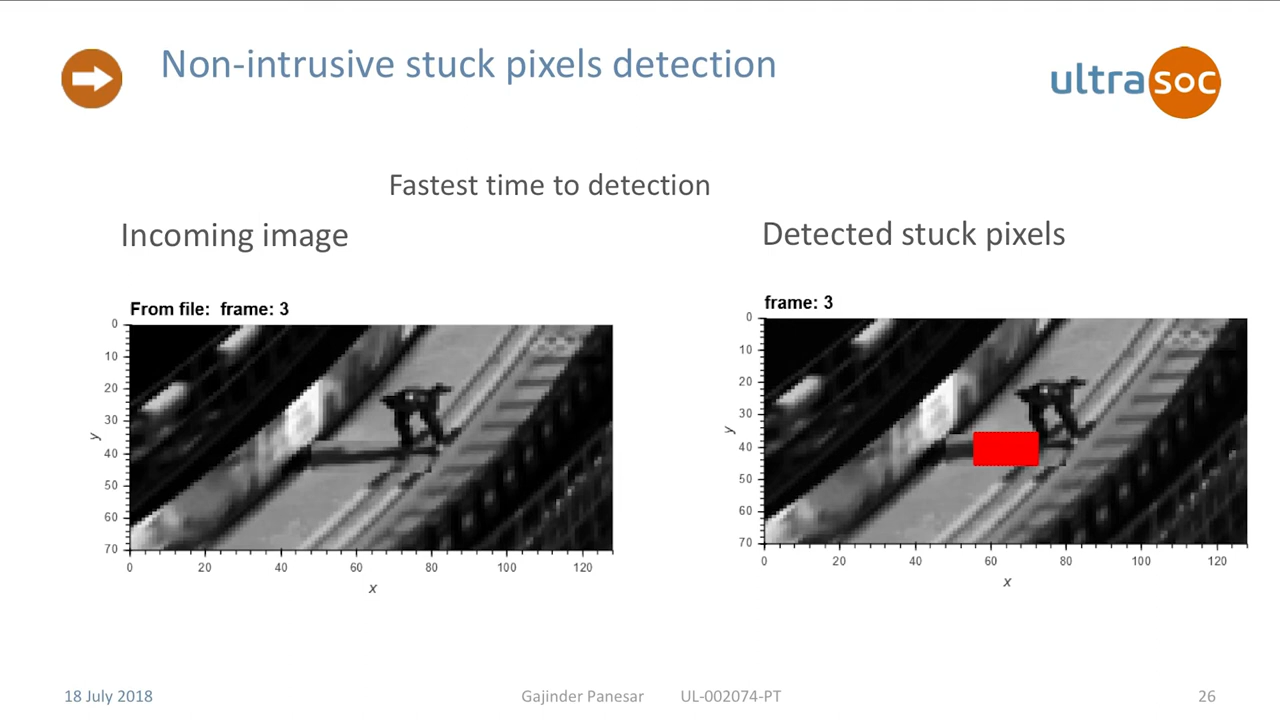 Non-intrusive stuck pixels detection
ultrasoc
Fastest time to detection
Incoming image
Detected stuck pixels
From file: frame: 3
0
10
20
30
40
50
60
70
y
0 20 40 60 80 100 120
x
frame: 3
0
10
20
30
40
50
60
70
y
0 20 40 60 80 100 120
x
18 July 2018 Gajinder Panesar UL-002074-PT 26